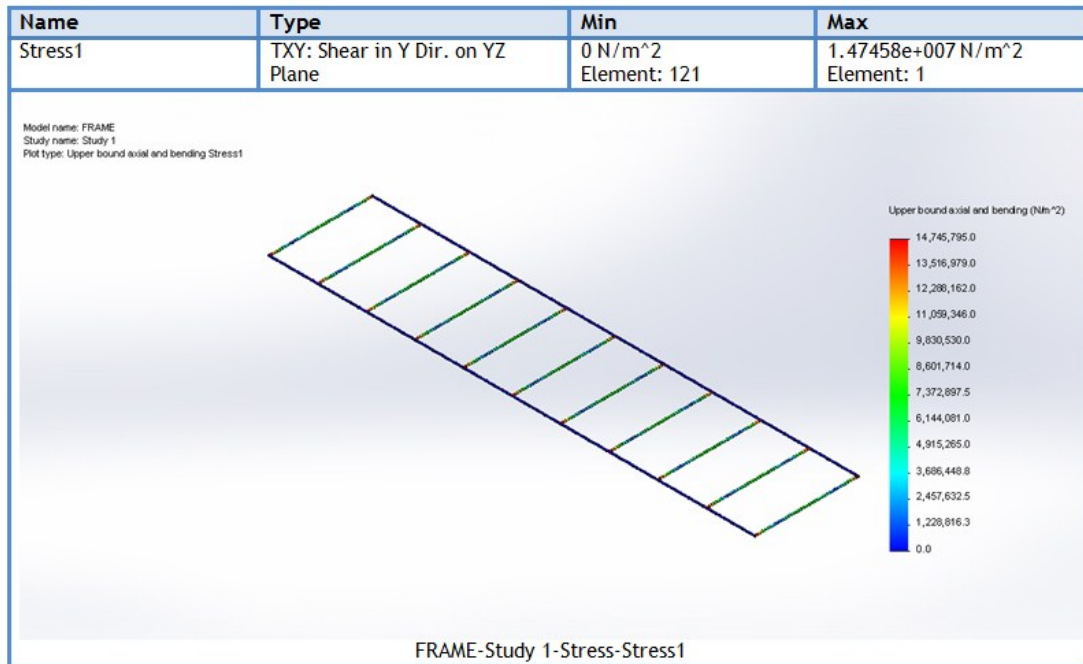 Name Type Min Max
Stress1 TXY: Shear in Y Dir. on YZ 0 N/m^2 1.47458e+007 N/m^2
Plane Element: 121 Element: 1
Model name: FRAME
Study name: Study 1
Plot type: Upper bound axial and bending Stress1
Upper bound axial and bending (N/m^2)
14,745,795.0
13,516,979.0
12,288,162.0
11,059,346.0
9,830,530.0
8,601,714.0
7,372,897.5
6,144,081.0
4,915,265.0
3,686,448.8
2,457,632.5
1,228,816.3
0.0
FRAME-Study 1-Stress-Stress1